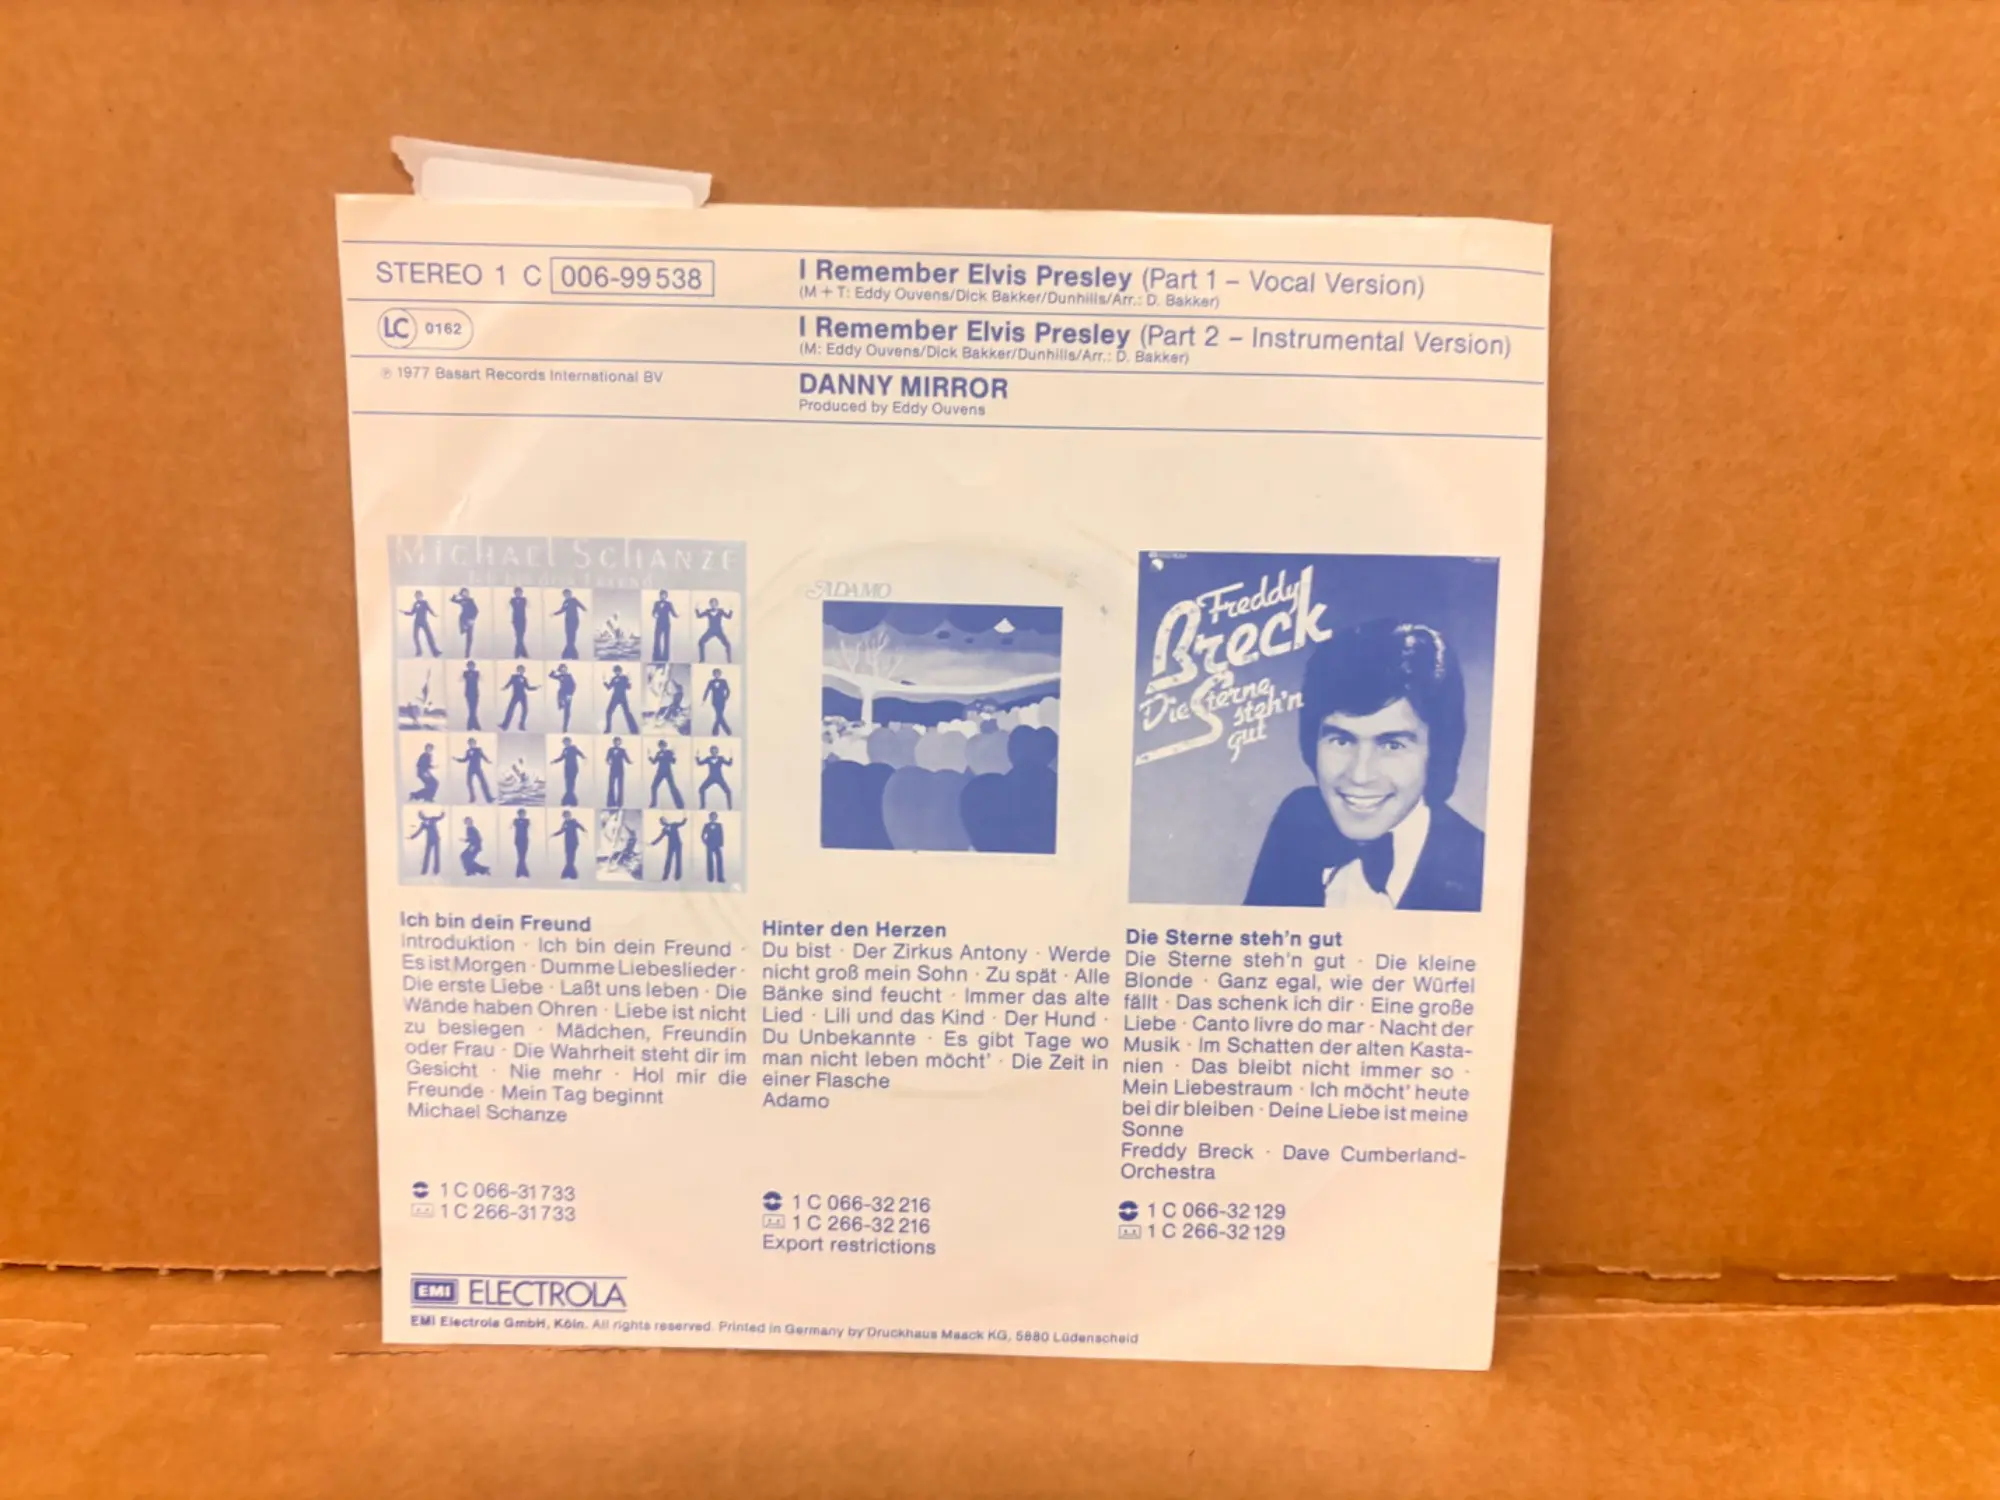 STEREO 1 C 006-99 538
LC 0162
℗ 1977 Basart Records International BV
I Remember Elvis Presley (Part 1 – Vocal Version)
(M + T: Eddy Ouvens/Dick Bakker/Dunhills/Arr.: D. Bakker)
I Remember Elvis Presley (Part 2 – Instrumental Version)
(M: Eddy Ouvens/Dick Bakker/Dunhills/Arr.: D. Bakker)
DANNY MIRROR
Produced by Eddy Ouvens
MICHAEL SCHANZE
Ich bin dein Freund
ADAMO
Freddy
Breck
Die Sterne
steh'n
gut
Ich bin dein Freund
Introduktion · Ich bin dein Freund ·
Es ist Morgen · Dumme Liebeslieder ·
Die erste Liebe · Laßt uns leben · Die
Wände haben Ohren · Liebe ist nicht
zu besiegen · Mädchen, Freundin
oder Frau · Die Wahrheit steht dir im
Gesicht · Nie mehr · Hol mir die
Freunde · Mein Tag beginnt
Michael Schanze
1 C 066-31 733
1 C 266-31 733
Hinter den Herzen
Du bist · Der Zirkus Antony · Werde
nicht groß mein Sohn · Zu spät · Alle
Bänke sind feucht · Immer das alte
Lied · Lili und das Kind · Der Hund ·
Du Unbekannte · Es gibt Tage wo
man nicht leben möcht' · Die Zeit in
einer Flasche
Adamo
1 C 066-32 216
1 C 266-32 216
Export restrictions
Die Sterne steh'n gut
Die Sterne steh'n gut · Die kleine
Blonde · Ganz egal, wie der Würfel
fällt · Das schenk ich dir · Eine große
Liebe · Canto livre do mar · Nacht der
Musik · Im Schatten der alten Kasta-
nien · Das bleibt nicht immer so ·
Mein Liebestraum · Ich möcht' heute
bei dir bleiben · Deine Liebe ist meine
Sonne
Freddy Breck · Dave Cumberland-
Orchestra
1 C 066-32 129
1 C 266-32 129
EMI ELECTROLA
EMI Electrola GmbH, Köln. All rights reserved. Printed in Germany by Druckhaus Maack KG, 5880 Lüdenscheid